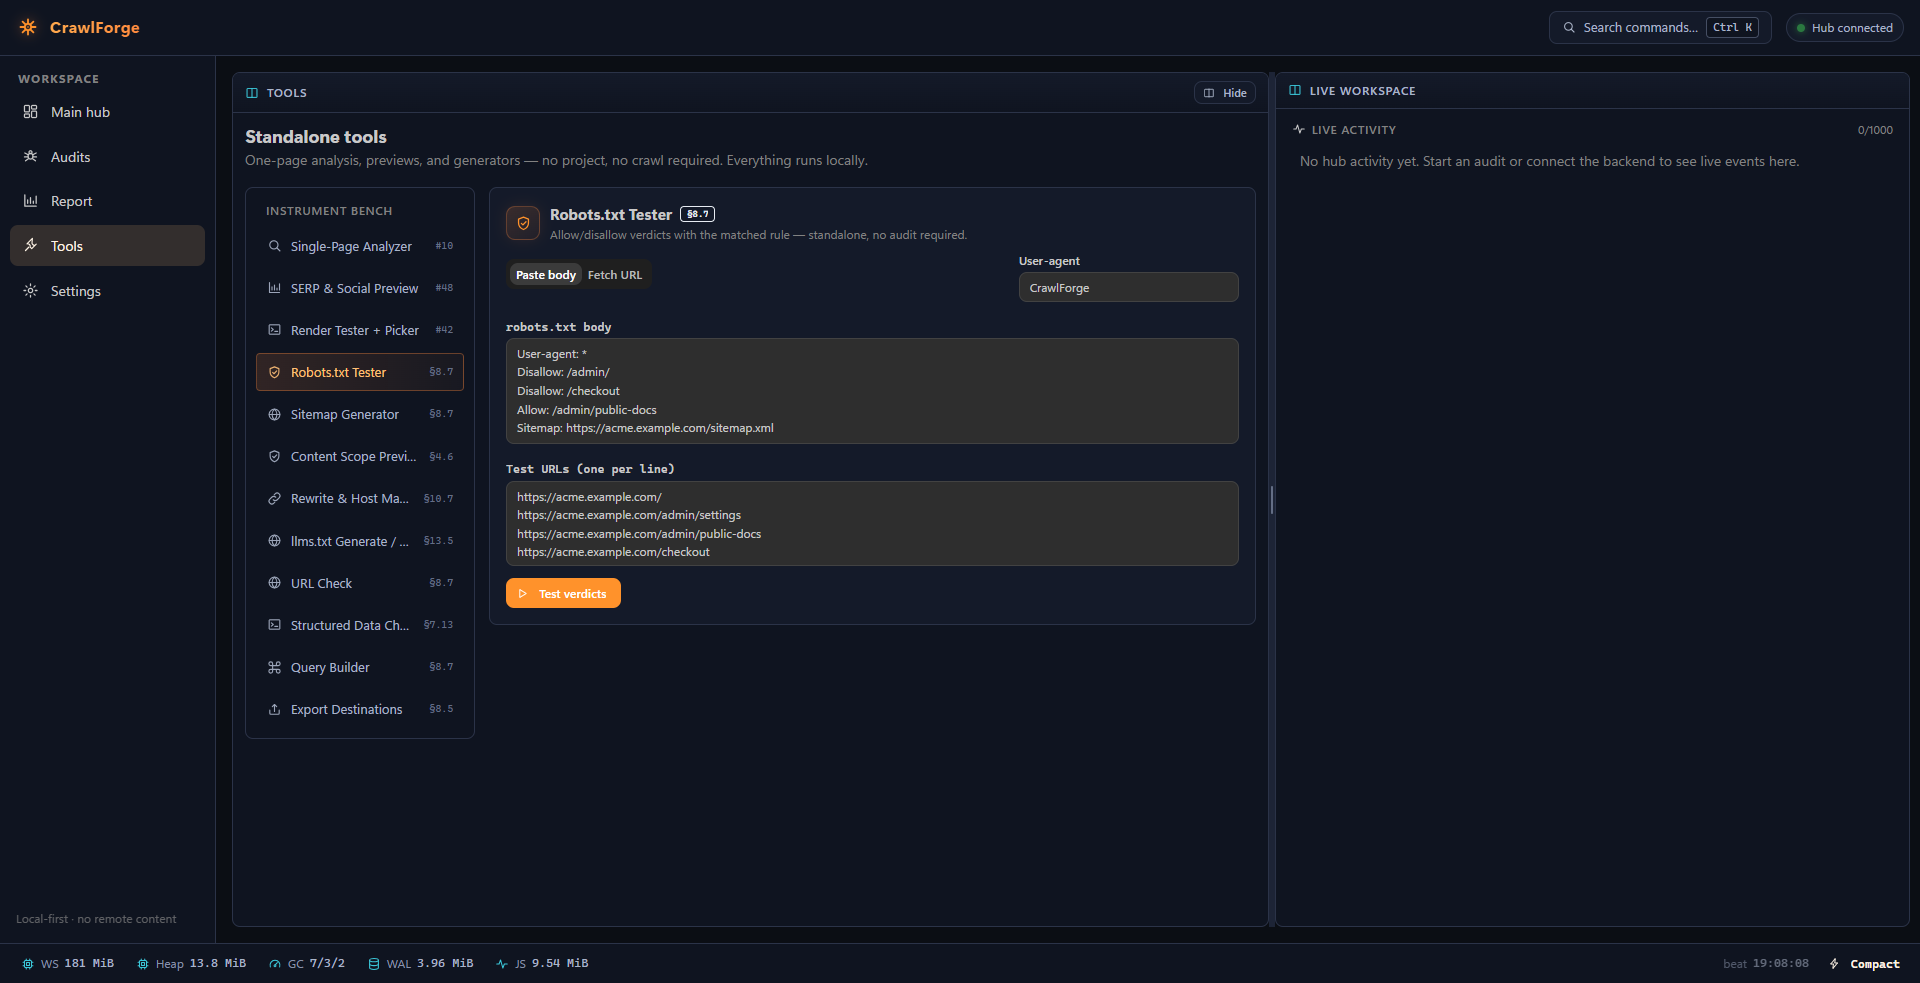 CrawlForge
Search commands... Ctrl K
Hub connected
WORKSPACE
Main hub
Audits
Report
Tools
Settings
Local-first · no remote content
TOOLS
Hide
Standalone tools
One-page analysis, previews, and generators — no project, no crawl required. Everything runs locally.
INSTRUMENT BENCH
Single-Page Analyzer #10
SERP & Social Preview #48
Render Tester + Picker #42
Robots.txt Tester §8.7
Sitemap Generator §8.7
Content Scope Previ... §4.6
Rewrite & Host Ma... §10.7
llms.txt Generate / ... §13.5
URL Check §8.7
Structured Data Ch... §7.13
Query Builder §8.7
Export Destinations §8.5
Robots.txt Tester §8.7
Allow/disallow verdicts with the matched rule — standalone, no audit required.
Paste body Fetch URL
User-agent
CrawlForge
robots.txt body
User-agent: *
Disallow: /admin/
Disallow: /checkout
Allow: /admin/public-docs
Sitemap: https://acme.example.com/sitemap.xml
Test URLs (one per line)
https://acme.example.com/
https://acme.example.com/admin/settings
https://acme.example.com/admin/public-docs
https://acme.example.com/checkout
Test verdicts
LIVE WORKSPACE
LIVE ACTIVITY 0/1000
No hub activity yet. Start an audit or connect the backend to see live events here.
WS 181 MiB Heap 13.8 MiB GC 7/3/2 WAL 3.96 MiB JS 9.54 MiB
beat 19:08:08 Compact